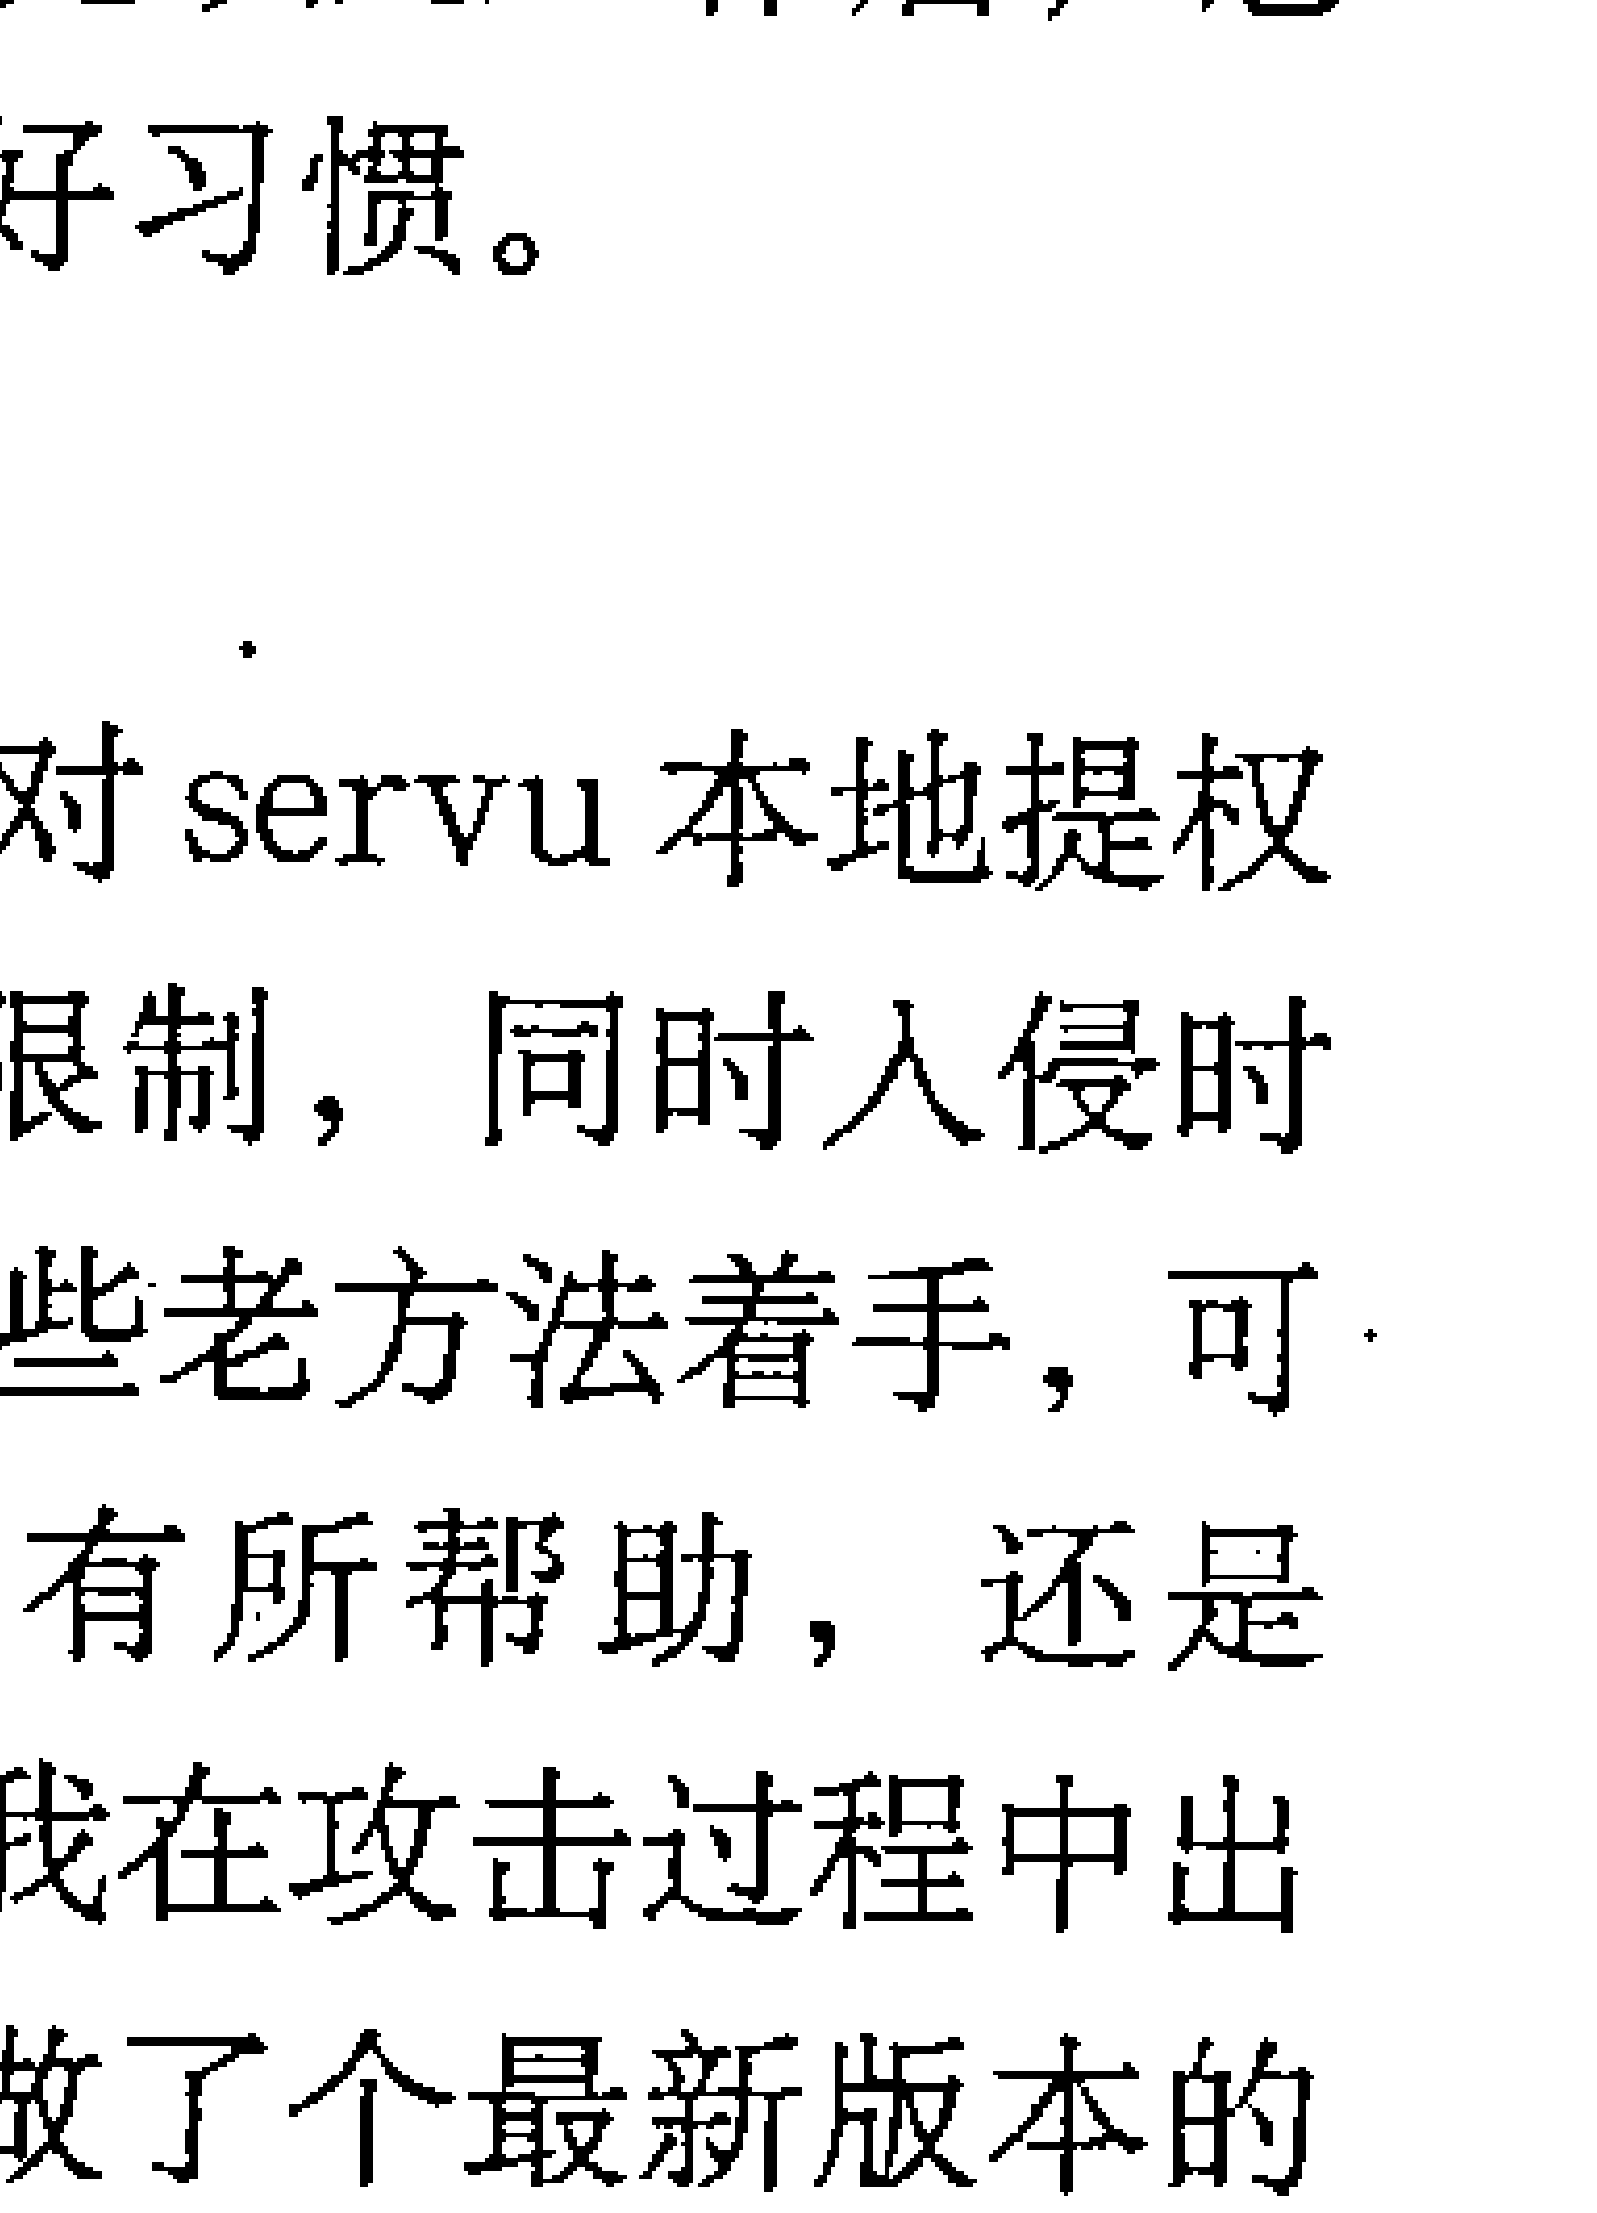 好习惯。
对 servu 本地提权
限制，同时入侵时
些老方法着手，可
有所帮助，还是
我在攻击过程中出
做了个最新版本的